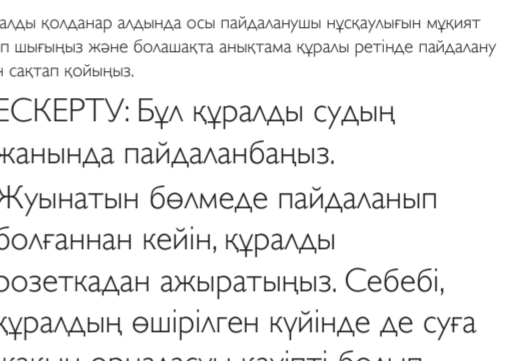 алды қолданар алдында осы пайдаланушы нұсқаулығын мұқият
п шығыңыз және болашақта анықтама құралы ретінде пайдалану
н сақтап қойыңыз.
ЕСКЕРТУ: Бұл құралды судың
жанында пайдаланбаңыз.
Жуынатын бөлмеде пайдаланып
болғаннан кейін, құралды
розеткадан ажыратыңыз. Себебі,
құралдың өшірілген күйінде де суға